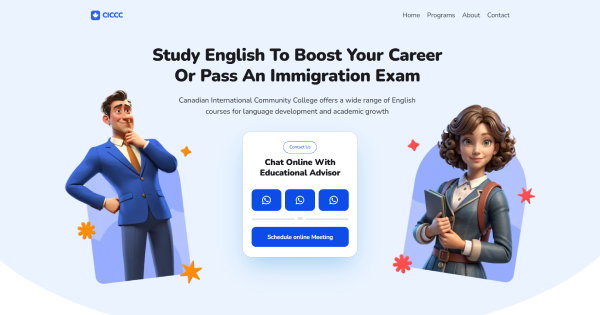 CICCC
Home Programs About Contact
Study English To Boost Your Career
Or Pass An Immigration Exam
Canadian International Community College offers a wide range of English
courses for language development and academic growth
Contact Us
Chat Online With
Educational Advisor
Schedule online Meeting